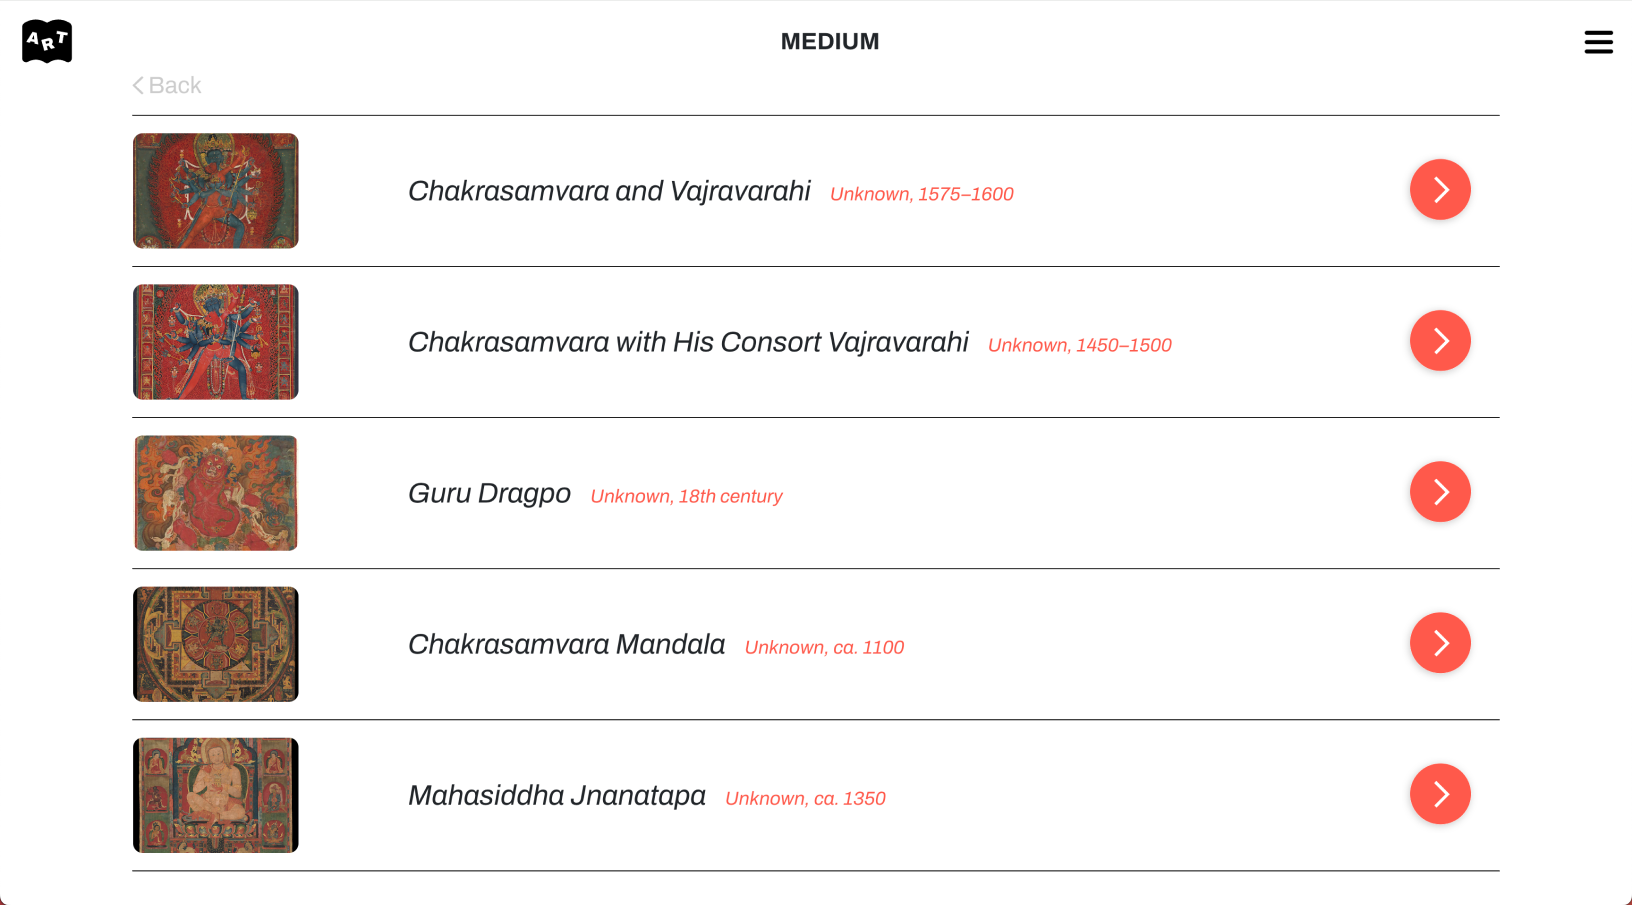 ART
MEDIUM
Back
Chakrasamvara and Vajravarahi Unknown, 1575–1600
Chakrasamvara with His Consort Vajravarahi Unknown, 1450–1500
Guru Dragpo Unknown, 18th century
Chakrasamvara Mandala Unknown, ca. 1100
Mahasiddha Jnanatapa Unknown, ca. 1350